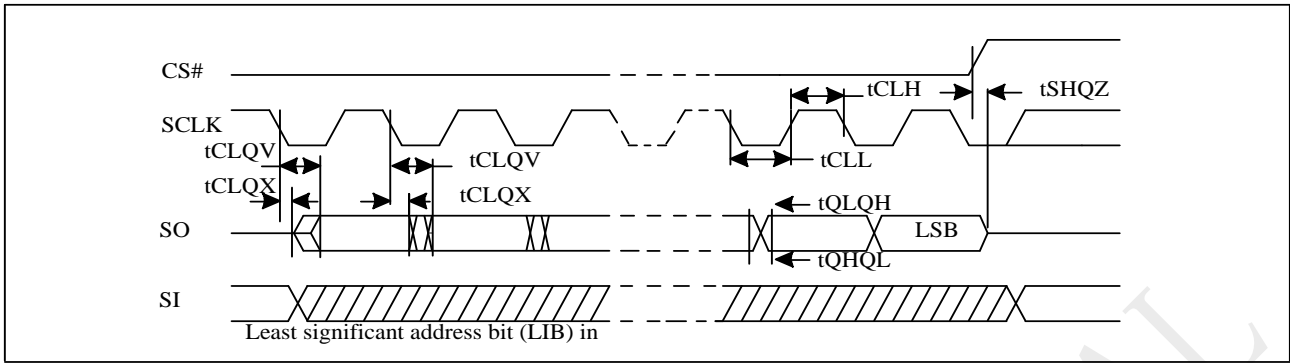 CS#
tCLH
tSHQZ
SCLK
tCLQV
tCLQV
tCLL
tCLQX
tCLQX
tQLQH
SO
LSB
tQHQL
SI
Least significant address bit (LIB) in